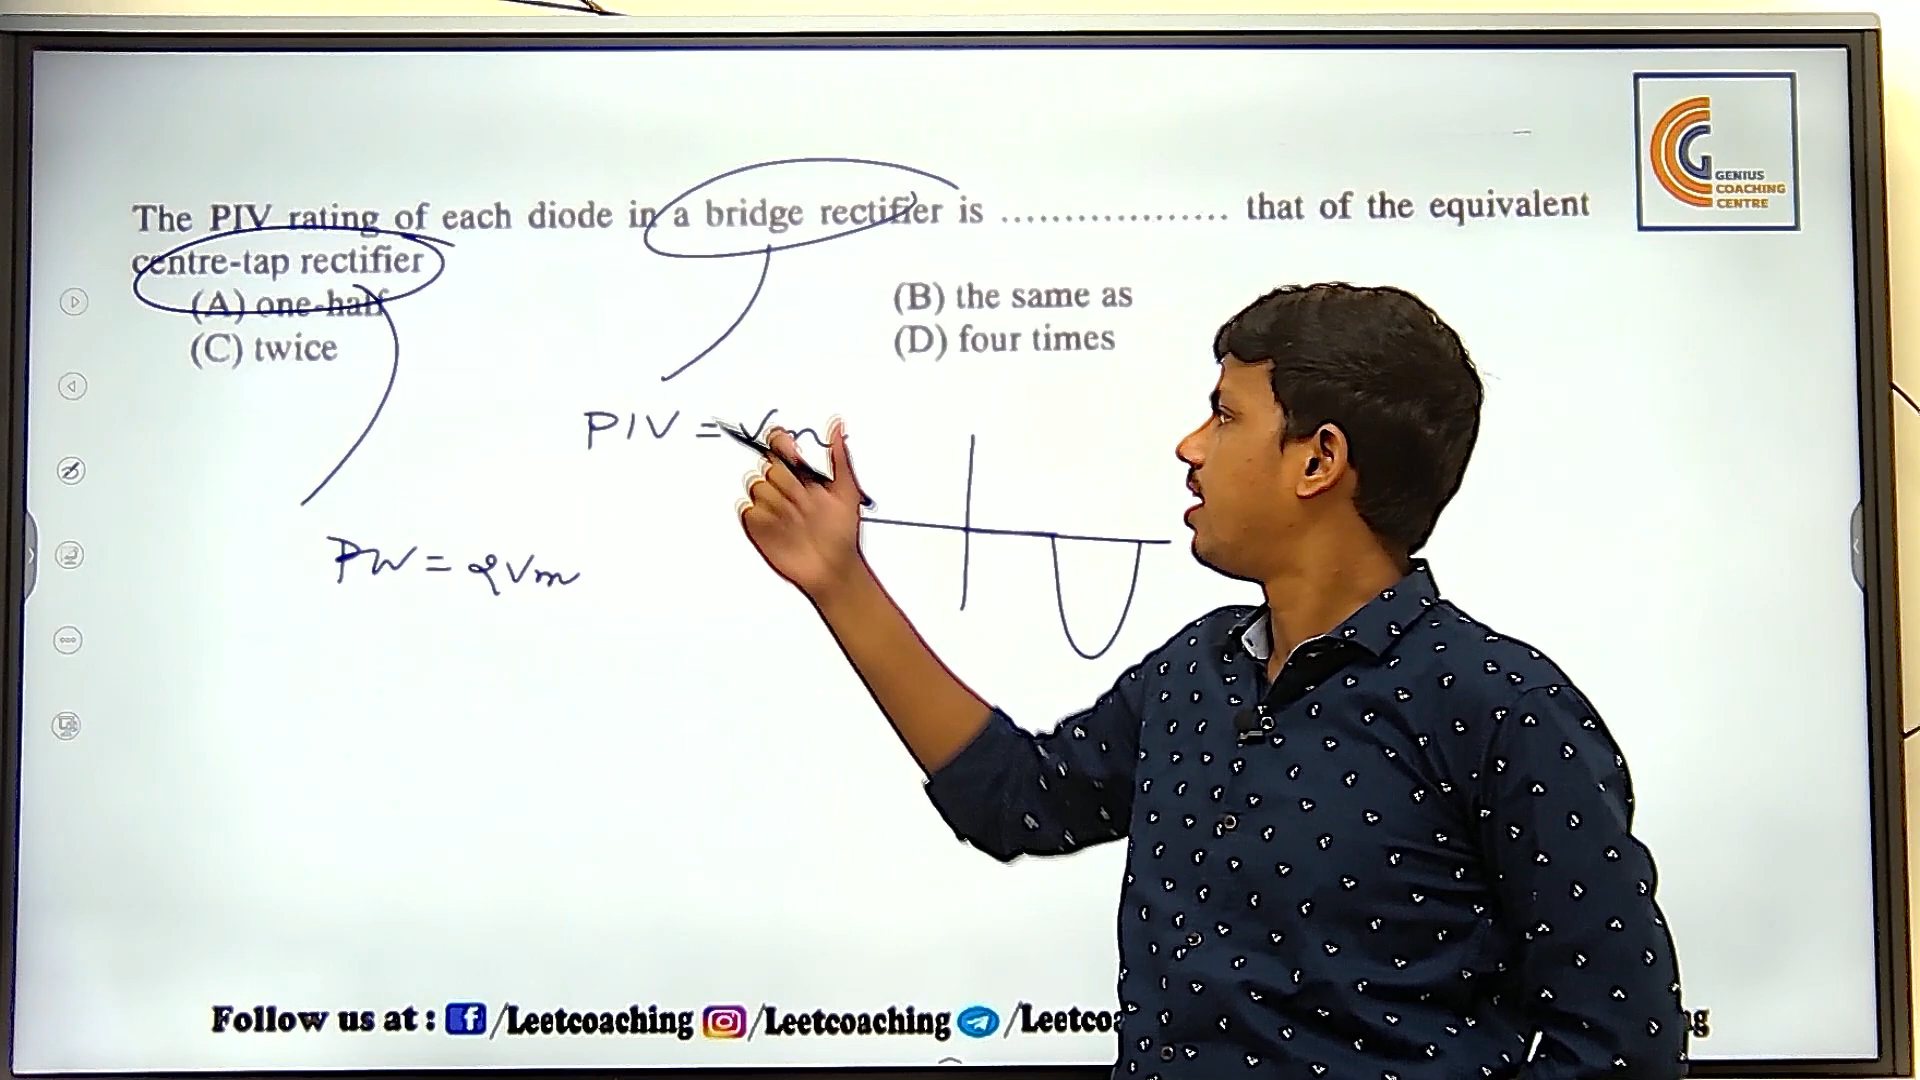 GENIUS
COACHING
CENTRE
The PIV rating of each diode in a bridge rectifier is .................. that of the equivalent
centre-tap rectifier
(A) one-half
(B) the same as
(C) twice
(D) four times
PIV = Vm
PIV = 2Vm
Follow us at : /Leetcoaching /Leetcoaching /Leetcoa